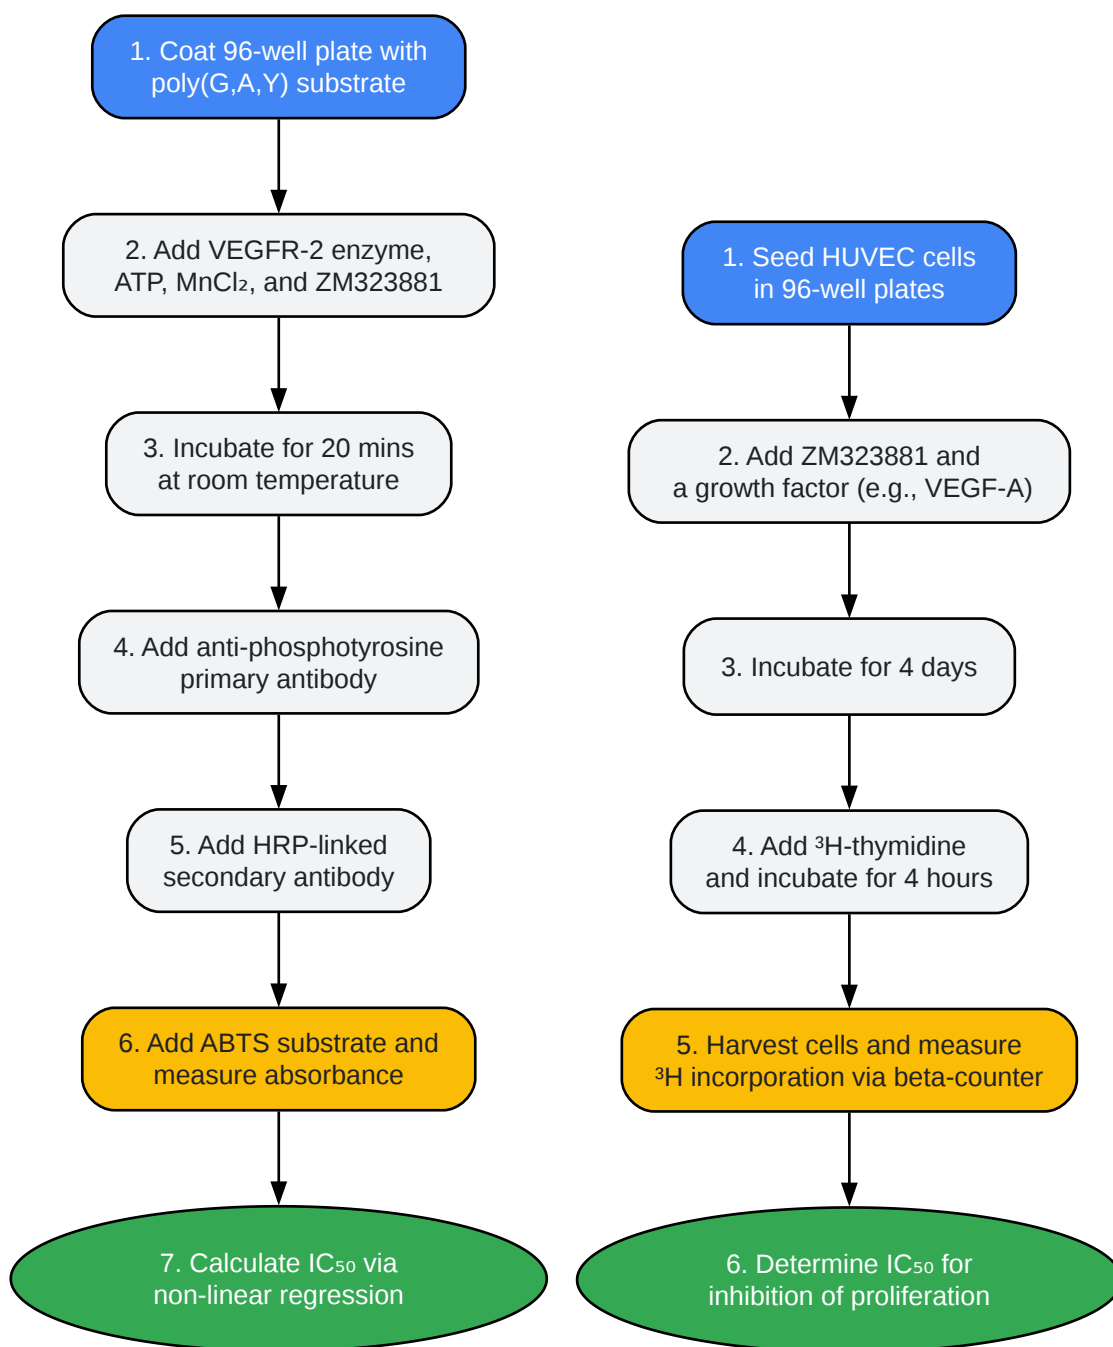 1. Coat 96-well plate with
poly(G,A,Y) substrate
2. Add VEGFR-2 enzyme,
ATP, MnCl₂, and ZM323881
3. Incubate for 20 mins
at room temperature
4. Add anti-phosphotyrosine
primary antibody
5. Add HRP-linked
secondary antibody
6. Add ABTS substrate and
measure absorbance
7. Calculate IC₅₀ via
non-linear regression
1. Seed HUVEC cells
in 96-well plates
2. Add ZM323881 and
a growth factor (e.g., VEGF-A)
3. Incubate for 4 days
4. Add ³H-thymidine
and incubate for 4 hours
5. Harvest cells and measure
³H incorporation via beta-counter
6. Determine IC₅₀ for
inhibition of proliferation